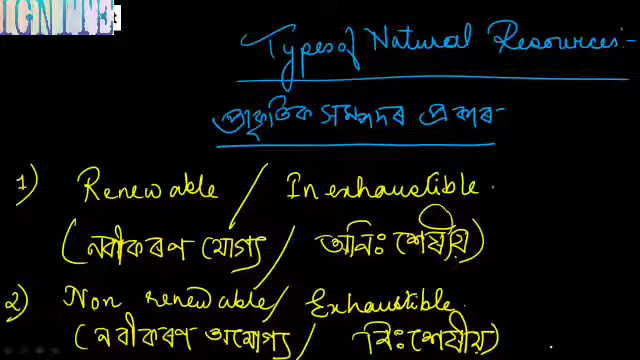 IGNITE
Types of Natural Resources:-
প্ৰাকৃতিক সম্পদৰ প্ৰকাৰ-
1) Renewable / Inexhaustible.
(নবীকৰণ যোগ্য / অনিঃশেষীয়)
2) Non renewable / Exhaustible.
(নবীকৰণ অযোগ্য / নিঃশেষীয়)